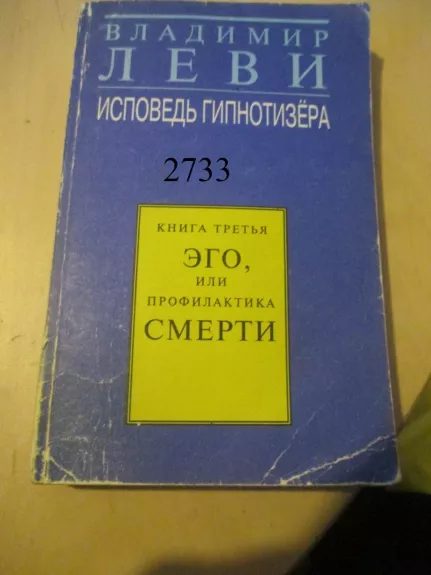 ВЛАДИМИР
ЛЕВИ
ИСПОВЕДЬ ГИПНОТИЗЁРА
2733
КНИГА ТРЕТЬЯ
ЭГО,
ИЛИ
ПРОФИЛАКТИКА
СМЕРТИ